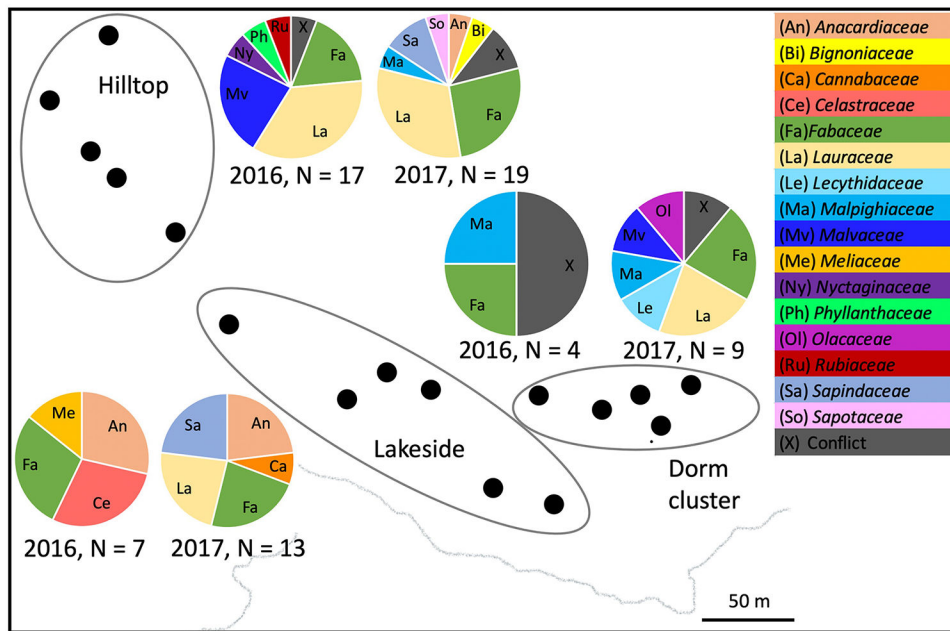 Hilltop
X
Fa
La
Mv
Ny
Ph
Ru
2016, N = 17
An
Bi
X
Fa
La
Ma
Sa
So
2017, N = 19
X
Fa
Ma
2016, N = 4
X
Fa
La
Le
Ma
Mv
Ol
2017, N = 9
Lakeside
Dorm
cluster
An
Ce
Fa
Me
2016, N = 7
An
Ca
Fa
La
Sa
2017, N = 13
50 m
(An) Anacardiaceae
(Bi) Bignoniaceae
(Ca) Cannabaceae
(Ce) Celastraceae
(Fa)Fabaceae
(La) Lauraceae
(Le) Lecythidaceae
(Ma) Malpighiaceae
(Mv) Malvaceae
(Me) Meliaceae
(Ny) Nyctaginaceae
(Ph) Phyllanthaceae
(Ol) Olacaceae
(Ru) Rubiaceae
(Sa) Sapindaceae
(So) Sapotaceae
(X) Conflict